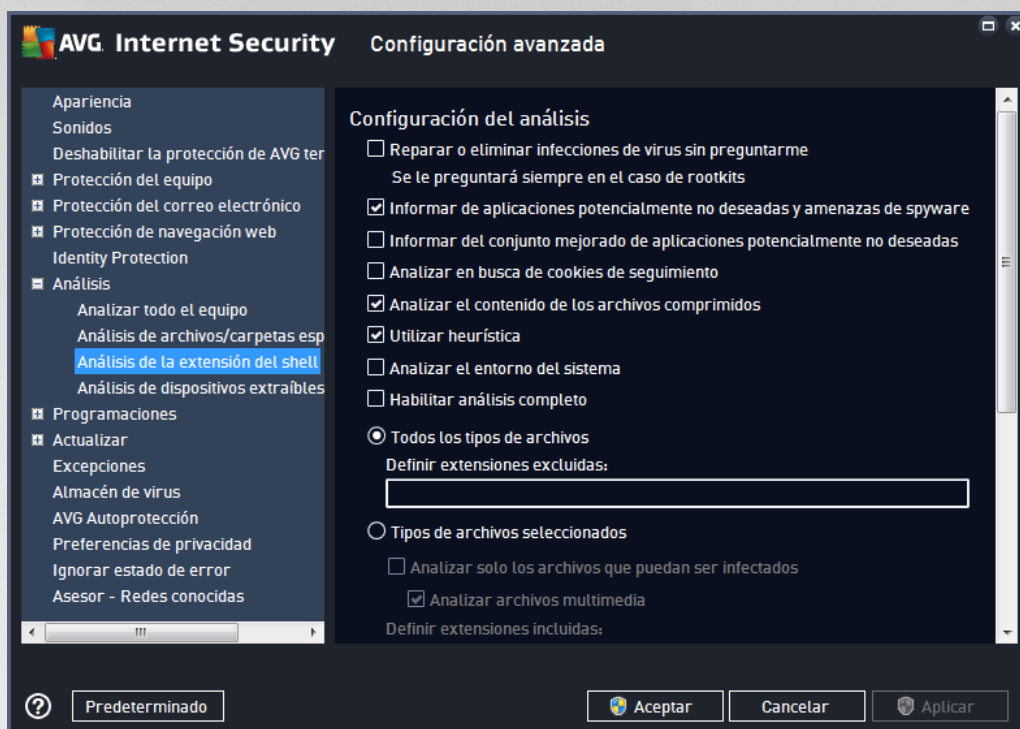 AVG. Internet Security
Configuración avanzada
Apariencia
Sonidos
Deshabilitar la protección de AVG ter
Protección del equipo
Protección del correo electrónico
Protección de navegación web
Identity Protection
Análisis
Analizar todo el equipo
Análisis de archivos/carpetas esp
Análisis de la extensión del shell
Análisis de dispositivos extraíbles
Programaciones
Actualizar
Excepciones
Almacén de virus
AVG Autoprotección
Preferencias de privacidad
Ignorar estado de error
Asesor - Redes conocidas
Configuración del análisis
Reparar o eliminar infecciones de virus sin preguntarme
Se le preguntará siempre en el caso de rootkits
Informar de aplicaciones potencialmente no deseadas y amenazas de spyware
Informar del conjunto mejorado de aplicaciones potencialmente no deseadas
Analizar en busca de cookies de seguimiento
Analizar el contenido de los archivos comprimidos
Utilizar heurística
Analizar el entorno del sistema
Habilitar análisis completo
Todos los tipos de archivos
Definir extensiones excluidas:
Tipos de archivos seleccionados
Analizar solo los archivos que puedan ser infectados
Analizar archivos multimedia
Definir extensiones incluidas:
Predeterminado
Aceptar
Cancelar
Aplicar